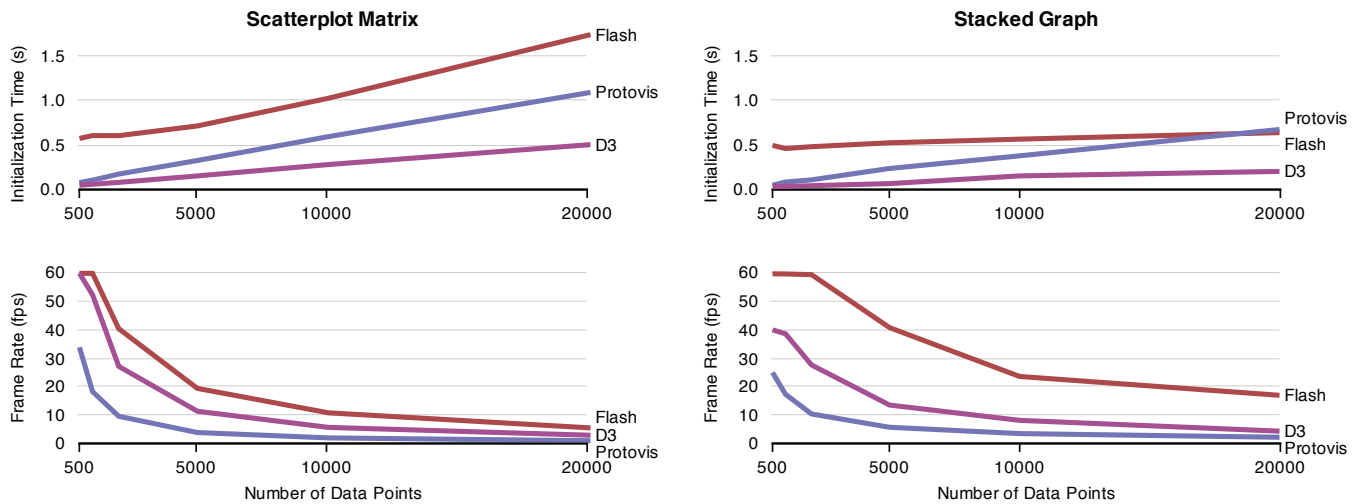 Scatterplot Matrix
Initialization Time (s)
1.5
1.0
0.5
0.0
500
5000
10000
20000
Flash
Protovis
D3
Frame Rate (fps)
60
50
40
30
20
10
0
500
5000
10000
20000
Flash
D3
Protovis
Number of Data Points
Stacked Graph
Initialization Time (s)
1.5
1.0
0.5
0.0
500
5000
10000
20000
Protovis
Flash
D3
Frame Rate (fps)
60
50
40
30
20
10
0
500
5000
10000
20000
Flash
D3
Protovis
Number of Data Points